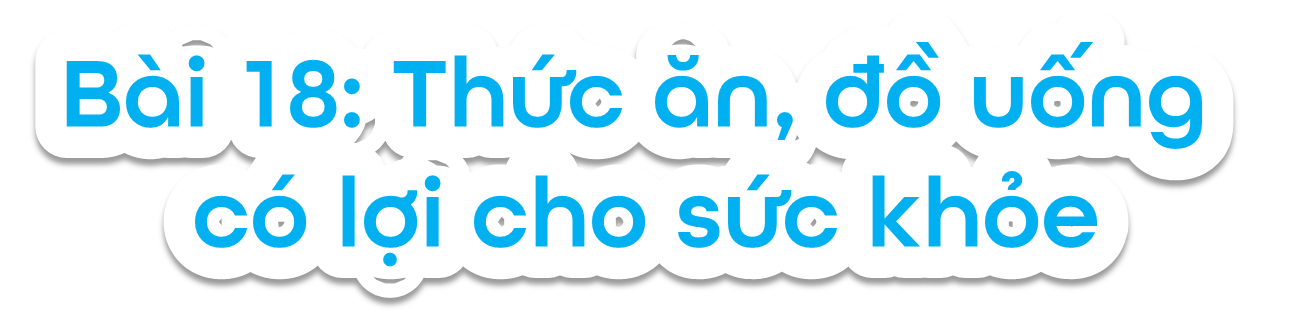 Bài 18: Thức ăn, đồ uống
có lợi cho sức khỏe